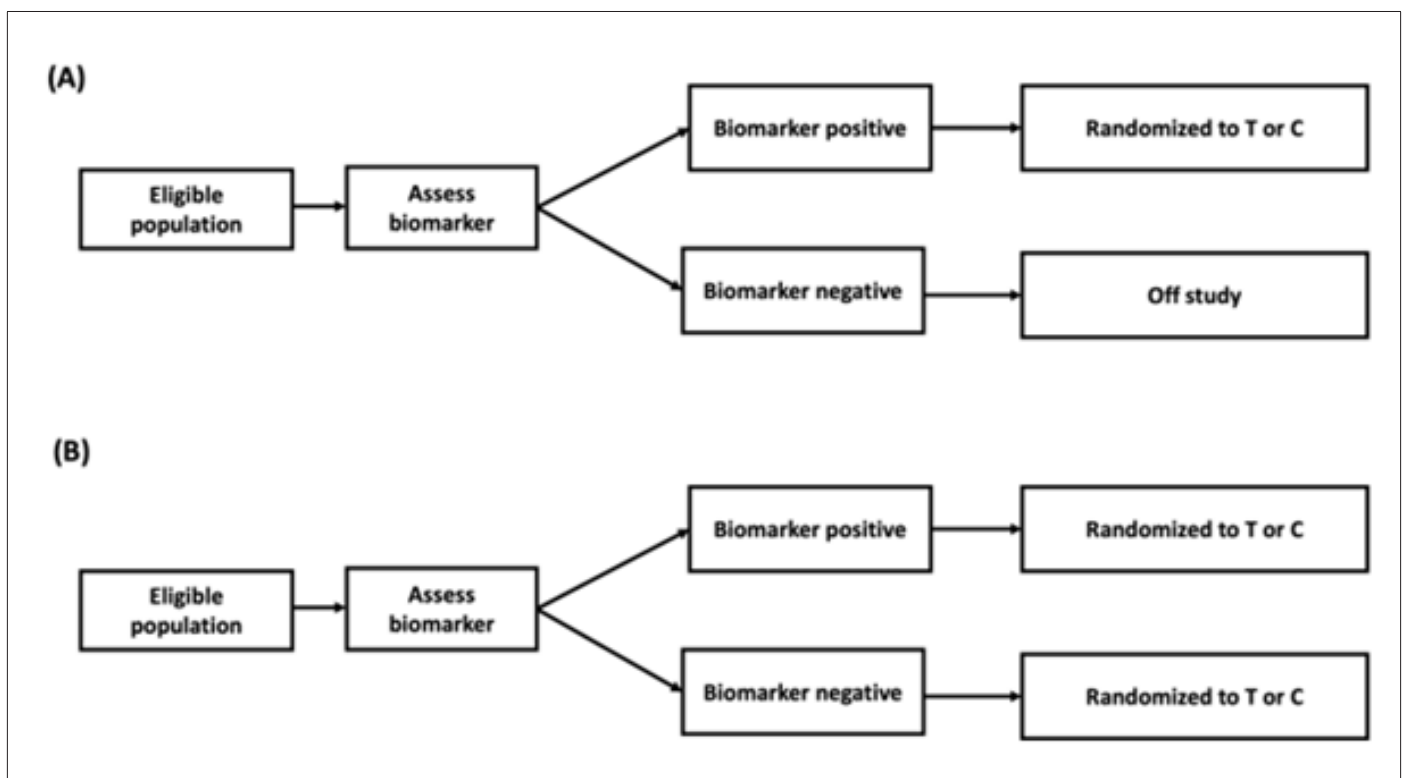 (A)
Eligible
population
Assess
biomarker
Biomarker positive
Randomized to T or C
Biomarker negative
Off study
(B)
Eligible
population
Assess
biomarker
Biomarker positive
Randomized to T or C
Biomarker negative
Randomized to T or C